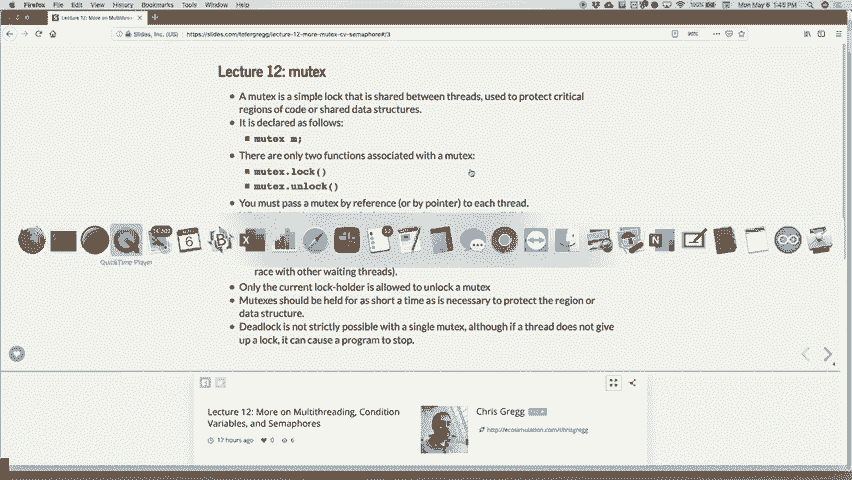 Firefox File Edit View History Bookmarks Tools Window Help
100% Mon May 6 1:45 PM
Lecture 12: More on Multithre
Slides, Inc. (US) https://slides.com/tofergregg/lecture-12-more-mutex-cv-semaphore#/3 90%
Lecture 12: mutex
A mutex is a simple lock that is shared between threads, used to protect critical
regions of code or shared data structures.
It is declared as follows:
mutex m;
There are only two functions associated with a mutex:
mutex.lock()
mutex.unlock()
You must pass a mutex by reference (or by pointer) to each thread.
QuickTime Player
race with other waiting threads).
Only the current lock-holder is allowed to unlock a mutex
Mutexes should be held for as short a time as is necessary to protect the region or
data structure.
Deadlock is not strictly possible with a single mutex, although if a thread does not give
up a lock, it can cause a program to stop.
Lecture 12: More on Multithreading, Condition
Variables, and Semaphores
17 hours ago 0 6
Chris Gregg